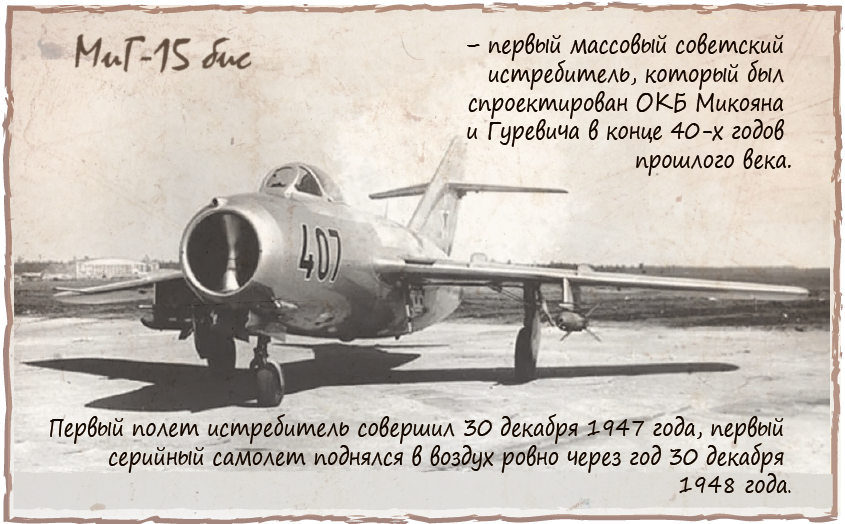 МиГ-15 бис
– первый массовый советский
истребитель, который был
спроектирован ОКБ Микояна
и Гуревича в конце 40-х годов
прошлого века.
407
Первый полет истребитель совершил 30 декабря 1947 года, первый
серийный самолет поднялся в воздух ровно через год 30 декабря
1948 года.